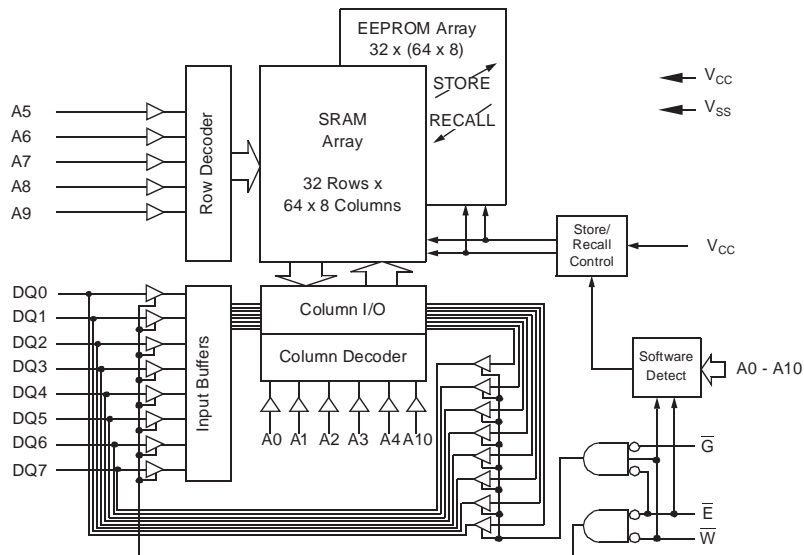 EEPROM Array
32 x (64 x 8)
STORE
RECALL
SRAM
Array
32 Rows x
64 x 8 Columns
A5
A6
A7
A8
A9
Row Decoder
VCC
VSS
Store/
Recall
Control
VCC
DQ0
DQ1
DQ2
DQ3
DQ4
DQ5
DQ6
DQ7
Input Buffers
Column I/O
Column Decoder
A0 A1 A2 A3 A4 A10
Software
Detect
A0 - A10
G̅
E̅
W̅